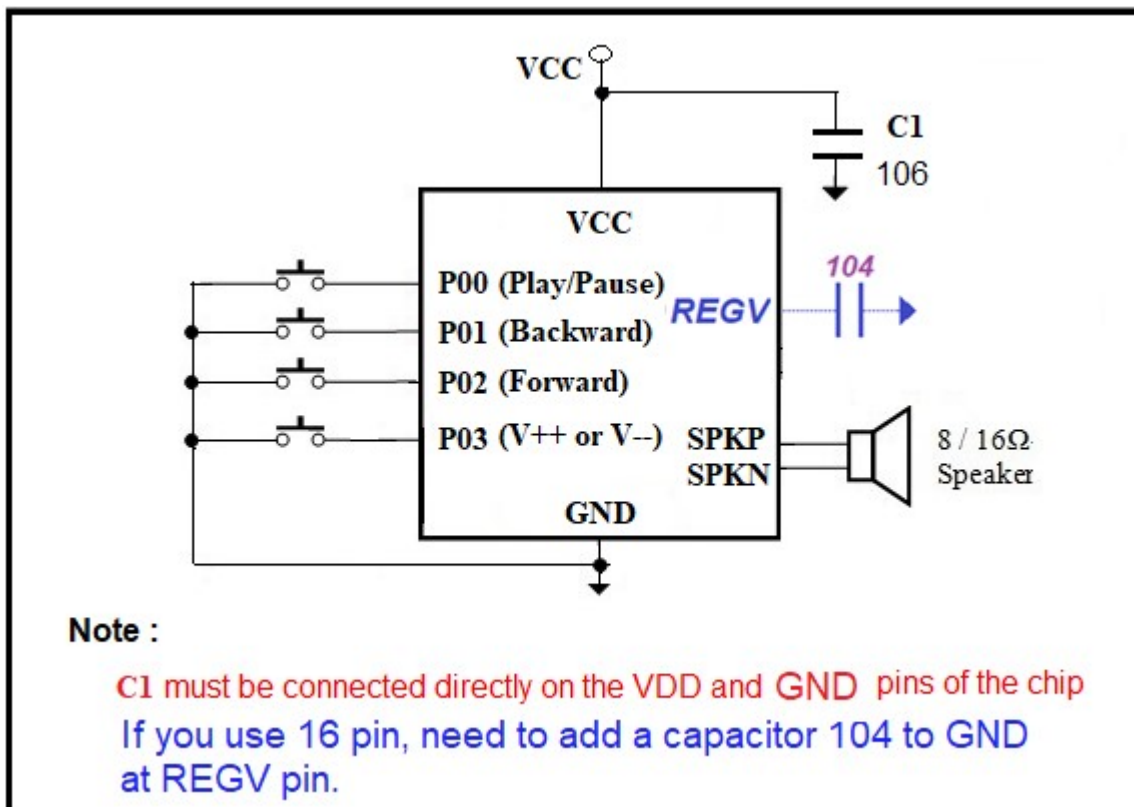 VCC
C1
106
VCC
104
P00 (Play/Pause)
REGV
P01 (Backward)
P02 (Forward)
P03 (V++ or V--)
SPKP
8 / 16Ω
SPKN
Speaker
GND
Note :
C1 must be connected directly on the VDD and GND pins of the chip
If you use 16 pin, need to add a capacitor 104 to GND
at REGV pin.